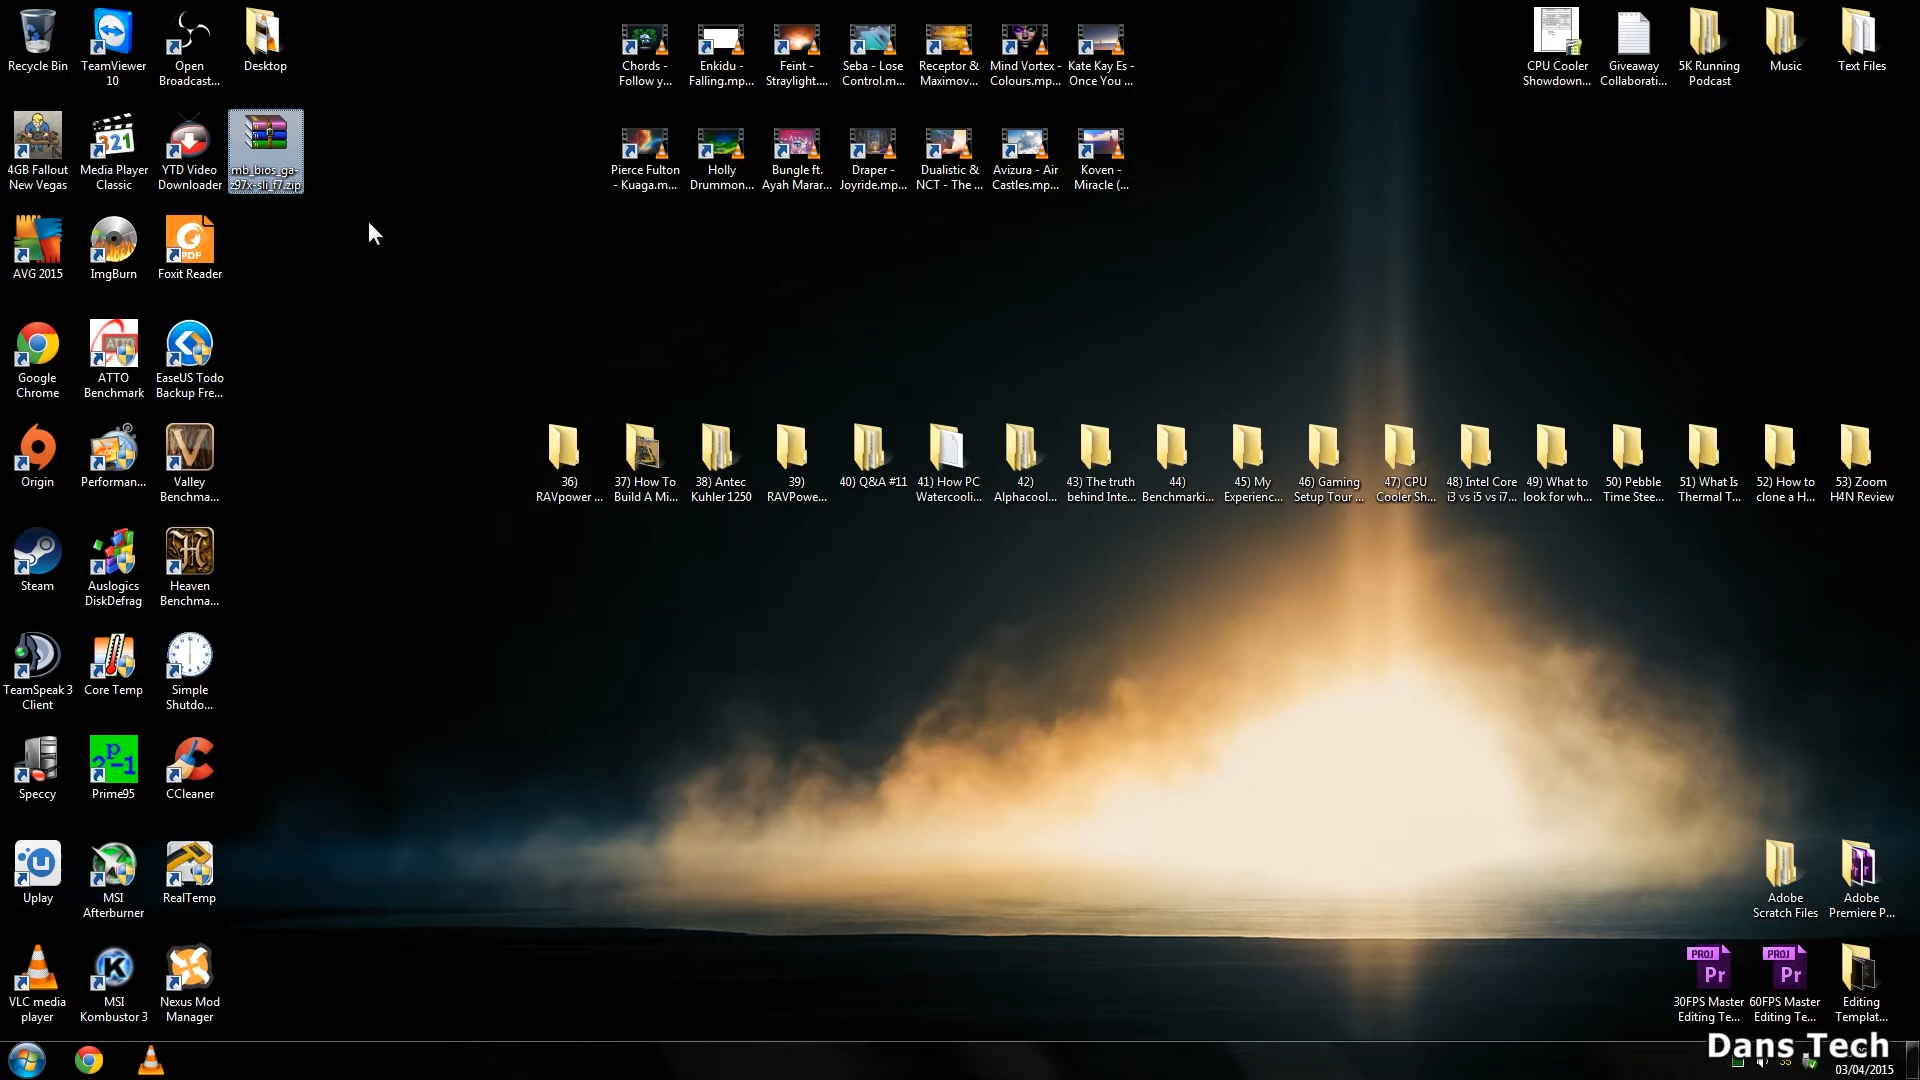 Recycle Bin
TeamViewer
10
Open
Broadcast...
Desktop
Chords -
Follow y...
Enkidu -
Falling.mp...
Feint -
Straylight....
Seba - Lose
Control.m...
Receptor &
Maximov...
Mind Vortex -
Colours.mp...
Kate Kay Es -
Once You ...
CPU Cooler
Showdown...
Giveaway
Collaborati...
5K Running
Podcast
Music
Text Files
4GB Fallout
New Vegas
321
Media Player
Classic
YTD Video
Downloader
mb_bios_ga-
z97x-sli_f7.zip
Pierce Fulton
- Kuaga.m...
Holly
Drummon...
Bungle ft.
Ayah Marar...
Draper -
Joyride.mp...
Dualistic &
NCT - The ...
Avizura - Air
Castles.mp...
Koven -
Miracle (...
AVG 2015
ImgBurn
PDF
Foxit Reader
Google
Chrome
ATTO
ATTO
Benchmark
EaseUS Todo
Backup Fre...
Origin
Performan...
V
Valley
Benchma...
36)
RAVpower ...
37) How To
Build A Mi...
38) Antec
Kuhler 1250
39)
RAVPowe...
40) Q&A #11
41) How PC
Watercooli...
42)
Alphacool...
43) The truth
behind Inte...
44)
Benchmarki...
45) My
Experienc...
46) Gaming
Setup Tour ...
47) CPU
Cooler Sh...
48) Intel Core
i3 vs i5 vs i7...
49) What to
look for wh...
50) Pebble
Time Stee...
51) What Is
Thermal T...
52) How to
clone a H...
53) Zoom
H4N Review
Steam
Auslogics
DiskDefrag
H
Heaven
Benchma...
TeamSpeak 3
Client
Core Temp
Simple
Shutdo...
Speccy
p
2 -1
Prime95
CCleaner
Uplay
MSI
Afterburner
RealTemp
Adobe
Scratch Files
Adobe
Premiere P...
VLC media
player
K
MSI
Kombustor 3
Nexus Mod
Manager
PROJ
Pr
30FPS Master
Editing Te...
PROJ
Pr
60FPS Master
Editing Te...
Editing
Templat...
Dans Tech
35
03/04/2015